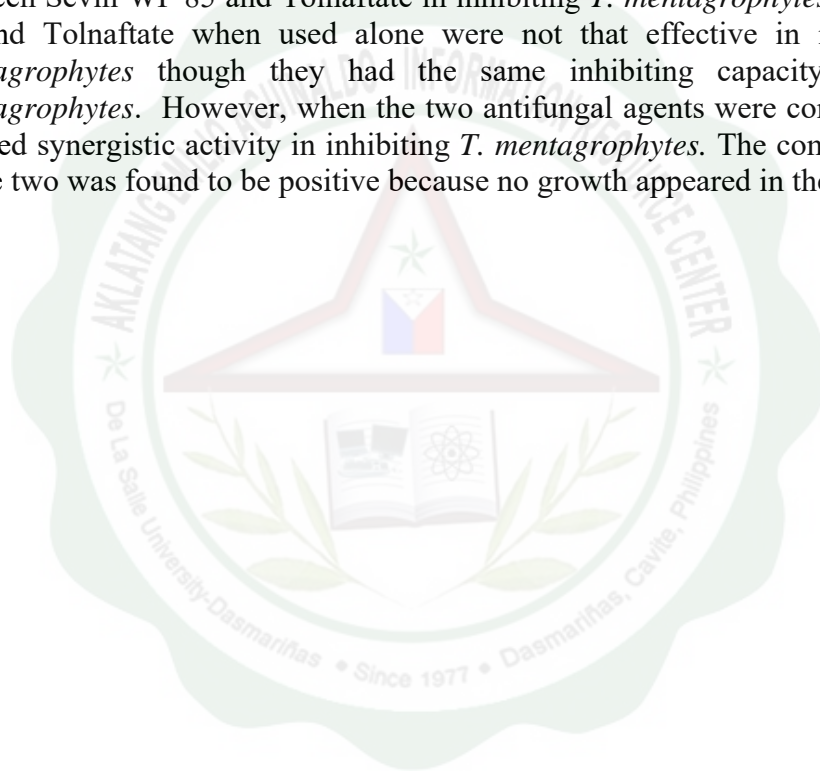 een Sevin WP 85 and Tolnaftate in inhibiting T. mentagrophytes
nd Tolnaftate when used alone were not that effective in
agrophytes though they had the same inhibiting capacity
agrophytes. However, when the two antifungal agents were
ed synergistic activity in inhibiting T. mentagrophytes. The
e two was found to be positive because no growth appeared in the
AKLATANG EMILIO AGUINALDO INFORMATION RESOURCE CENTER
De La Salle University-Dasmariñas • Since 1977 • Dasmariñas, Cavite, Philippines